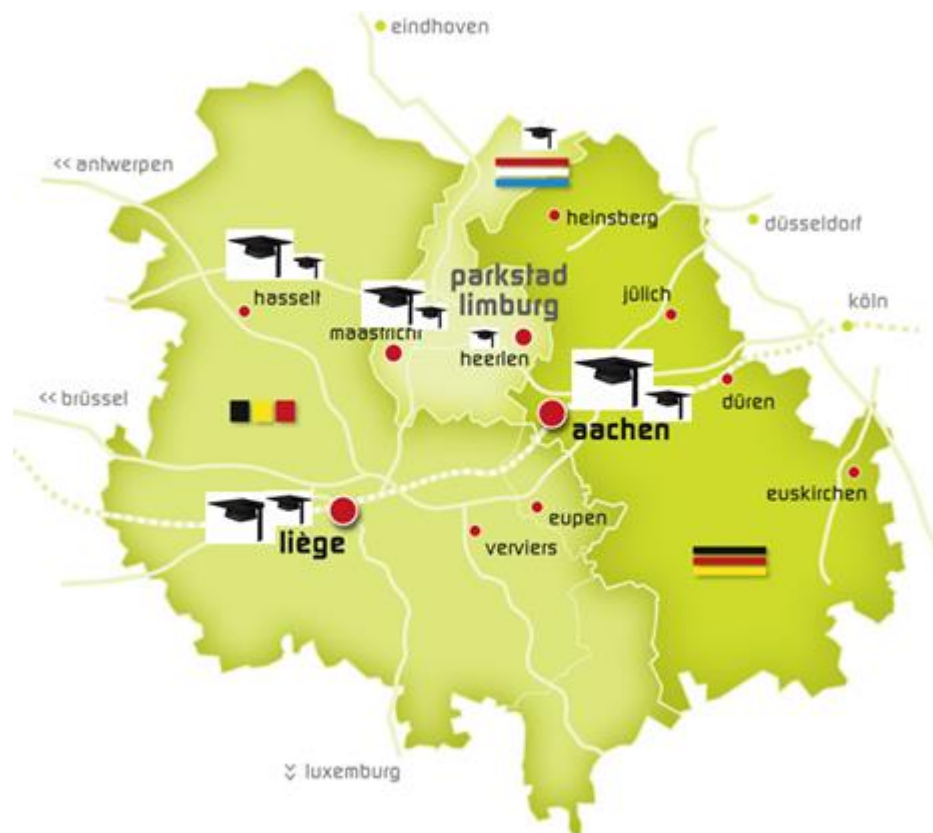 eindhoven
<< antwerpen
heinsberg
düsseldorf
parkstad
limburg
hasselt
jülich
köln
maastricht
heerlen
<< brüssel
düren
aachen
euskirchen
eupen
liège
verviers
>> luxemburg